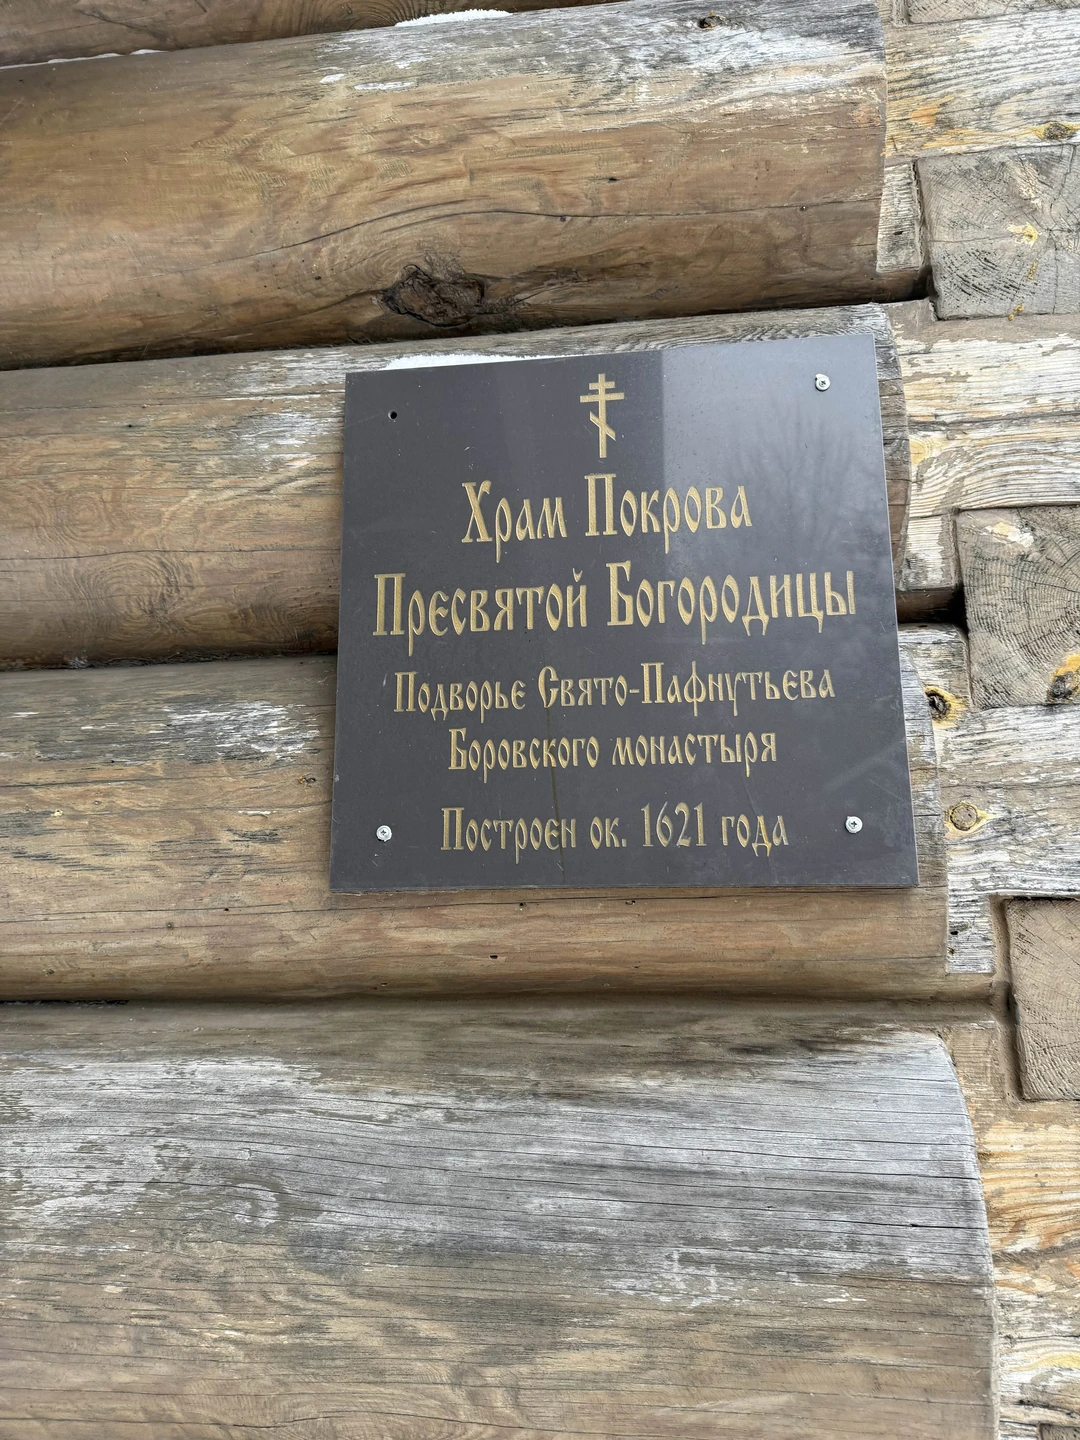 Храм Покрова
Пресвятой Богородицы
Подворье Свято-Пафнутьева
Боровского монастыря
Построен ок. 1621 года